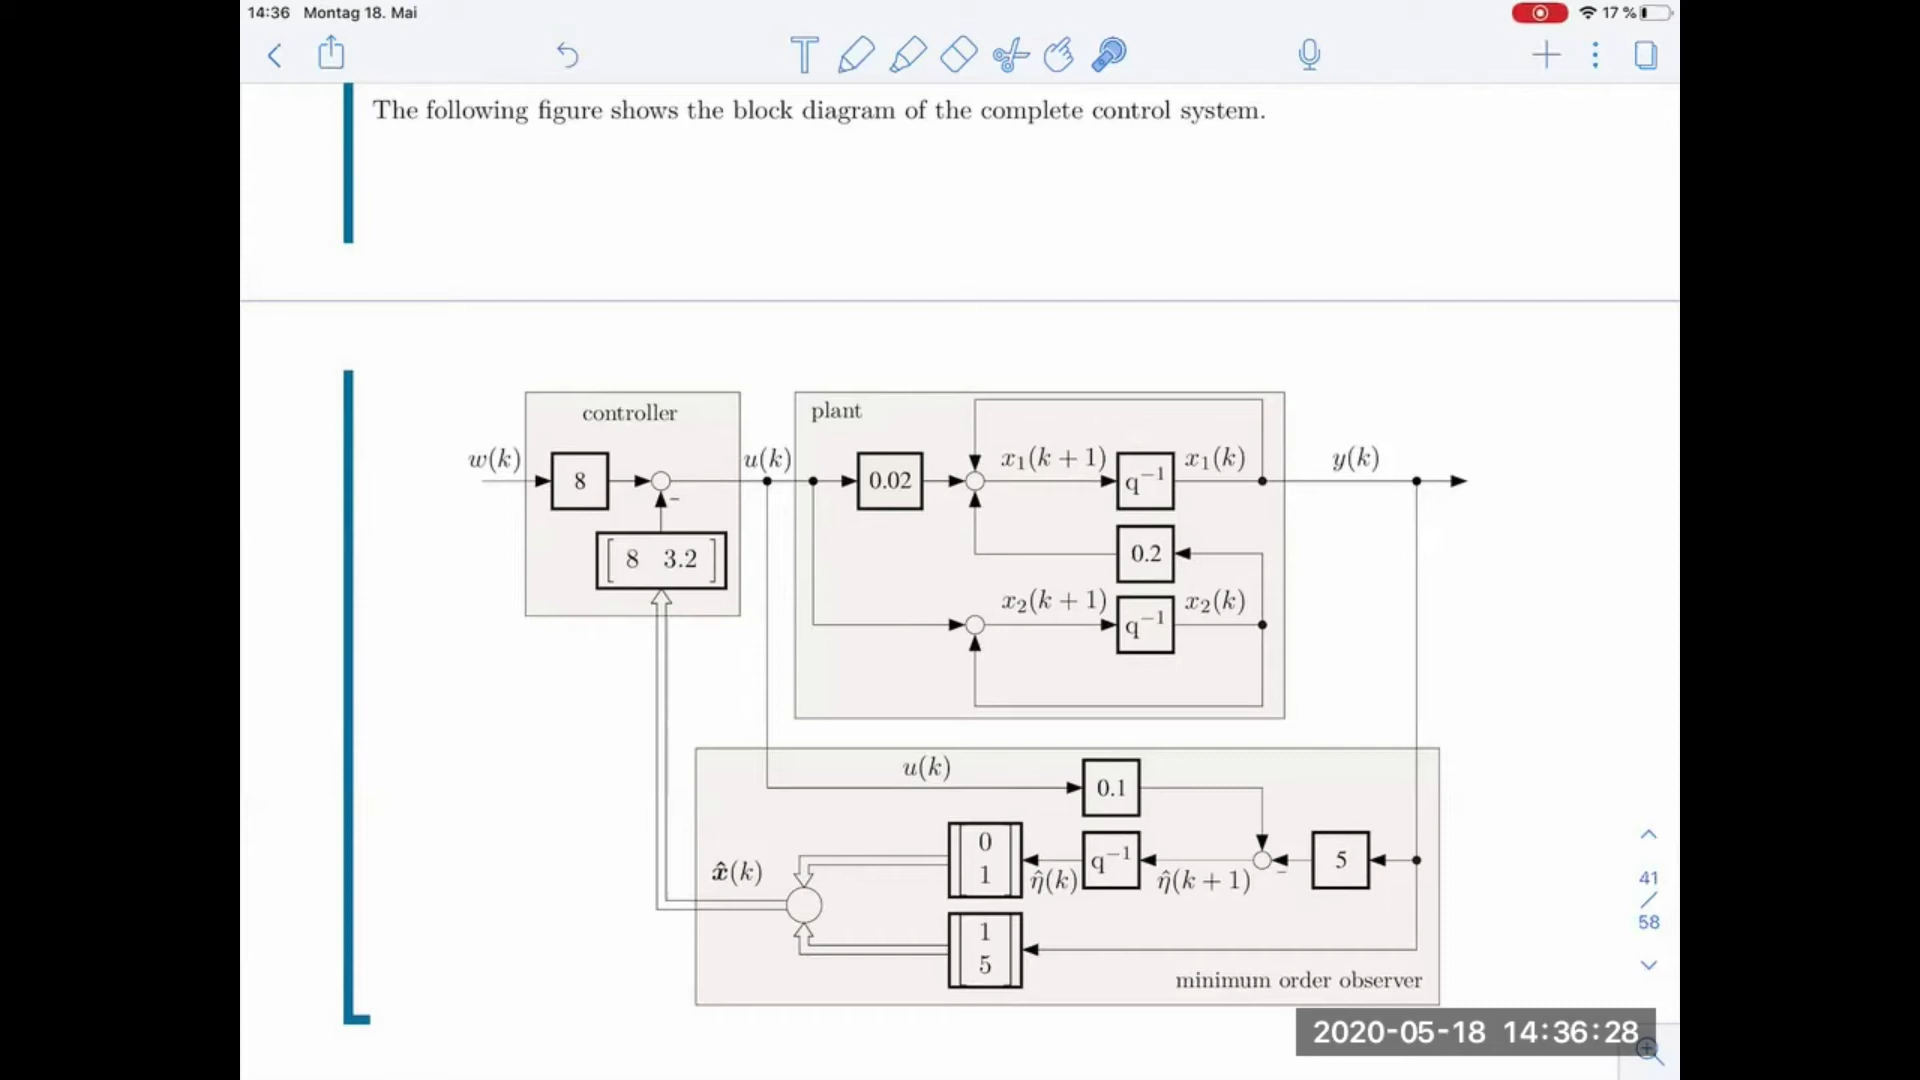 14:36 Montag 18. Mai 17 %
The following figure shows the block diagram of the complete control system.
controller
plant
w(k)
8
u(k)
0.02
x₁(k + 1)
q⁻¹
x₁(k)
y(k)
[ 8 3.2 ]
−
0.2
x₂(k + 1)
q⁻¹
x₂(k)
u(k)
0.1
x̂(k)
[ 0
1 ]
η̂(k)
q⁻¹
η̂(k + 1)
−
5
[ 1
5 ]
minimum order observer
41
/
58
2020-05-18 14:36:28